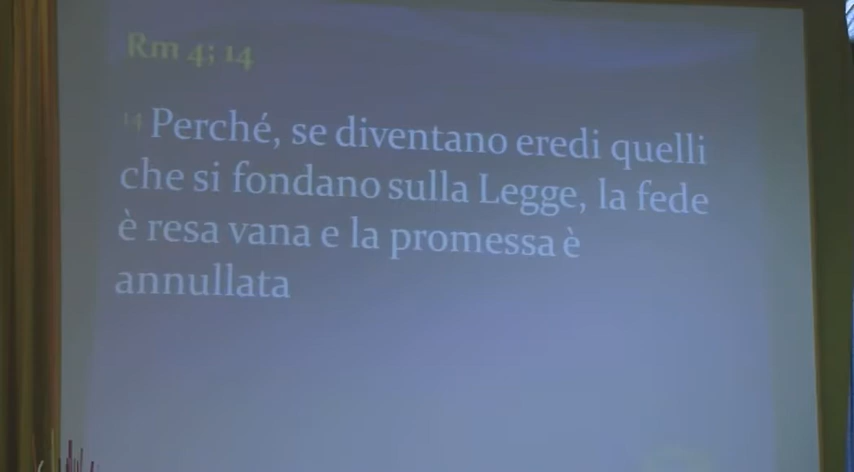 Rm 4; 14
14 Perché, se diventano eredi quelli
che si fondano sulla Legge, la fede
è resa vana e la promessa è
annullata